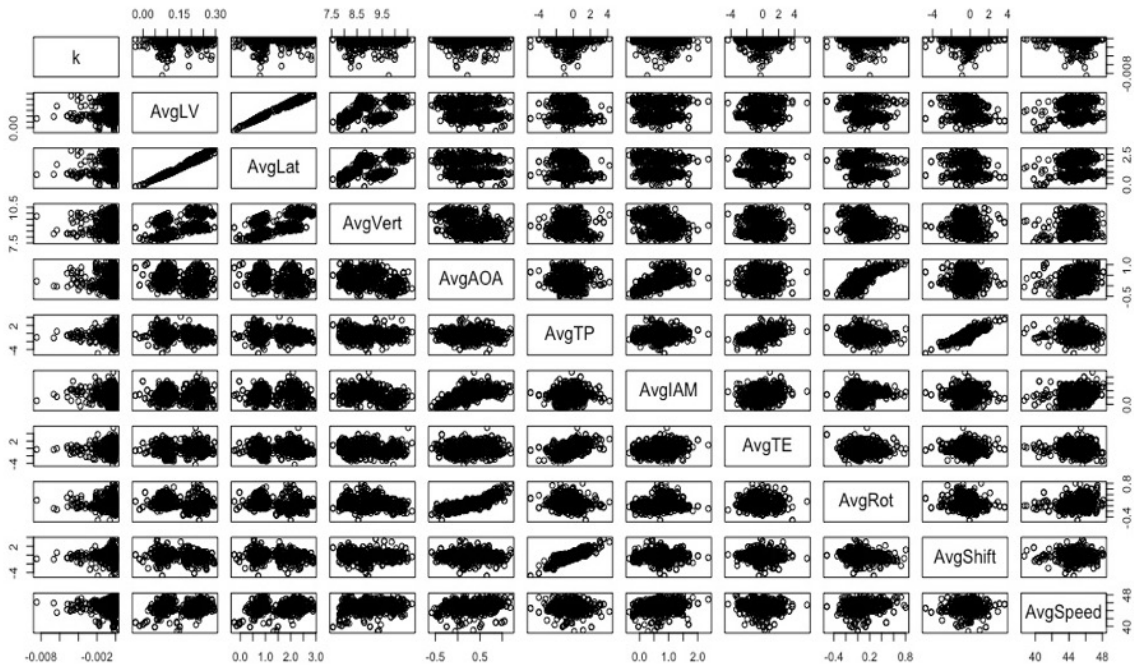 0.00 0.15 0.30 7.5 8.5 9.5 -4 0 2 4 -4 0 2 4 -4 0 2 4
k -0.008
0.00 AvgLV
AvgLat 0.0 2.5
7.5 10.5 AvgVert
AvgAOA -0.5 1.0
-4 2 AvgTP
AvgIAM 0.0
-4 2 AvgTE
AvgRot -0.4 0.8
-4 2 AvgShift
AvgSpeed 40 48
-0.008 -0.002 0.0 1.0 2.0 3.0 -0.5 0.5 0.0 1.0 2.0 -0.4 0.2 0.8 40 44 48